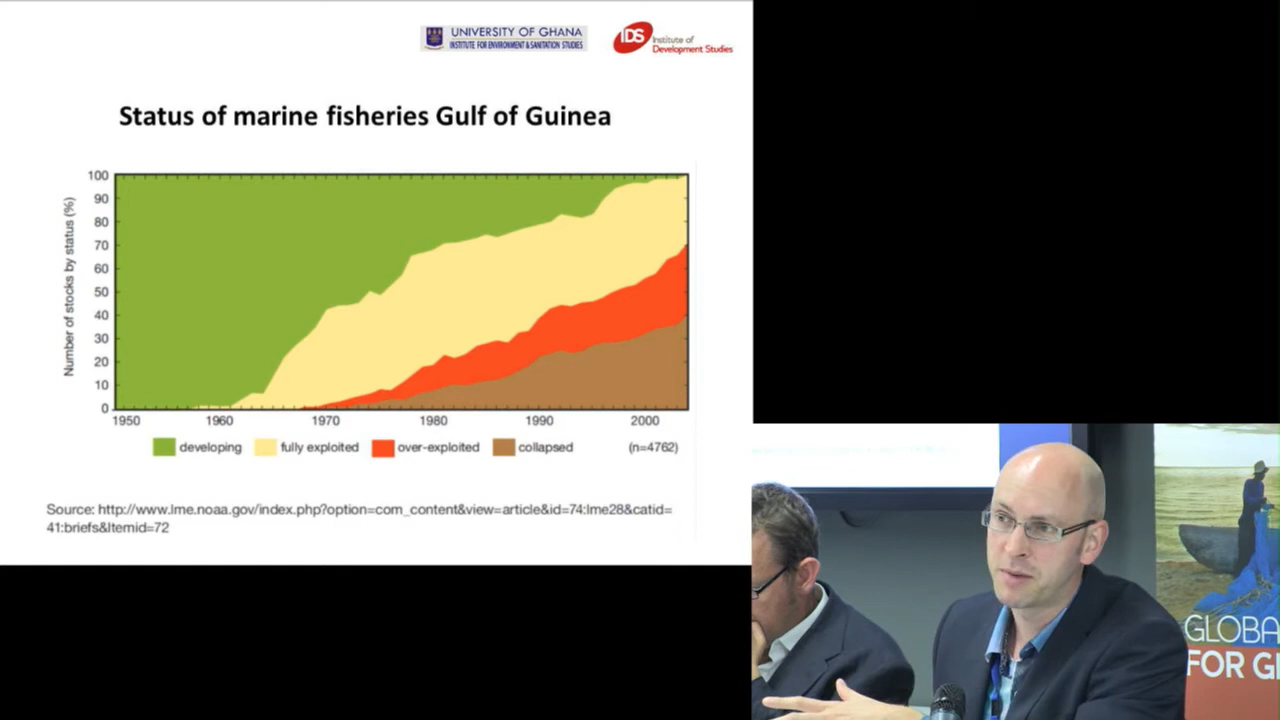 UNIVERSITY OF GHANA
INSTITUTE FOR ENVIRONMENT & SANITATION STUDIES
IDS
Institute of
Development Studies
Status of marine fisheries Gulf of Guinea
Number of stocks by status (%)
100
90
80
70
60
50
40
30
20
10
0
1950 1960 1970 1980 1990 2000
developing fully exploited over-exploited collapsed (n=4762)
Source: http://www.lme.noaa.gov/index.php?option=com_content&view=article&id=74:lme28&catid=
41:briefs&Itemid=72
GLOBA
FOR G